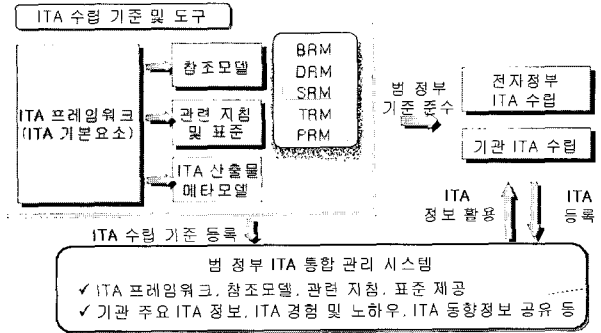 ITA 수립 기준 및 도구
ITA 프레임워크
(ITA 기본요소)
참조모델
관련 지침
및 표준
ITA 산출물
메타모델
BRM
DRM
SRM
TRM
PRM
범 정부
기준 준수
전자정부
ITA 수립
기관 ITA 수립
ITA
정보 활용
ITA
등록
ITA 수립 기준 등록
범 정부 ITA 통합 관리 시스템
✓ ITA 프레임워크, 참조모델, 관련 지침, 표준 제공
✓ 기관 주요 ITA 정보, ITA 경험 및 노하우, ITA 동향정보 공유 등